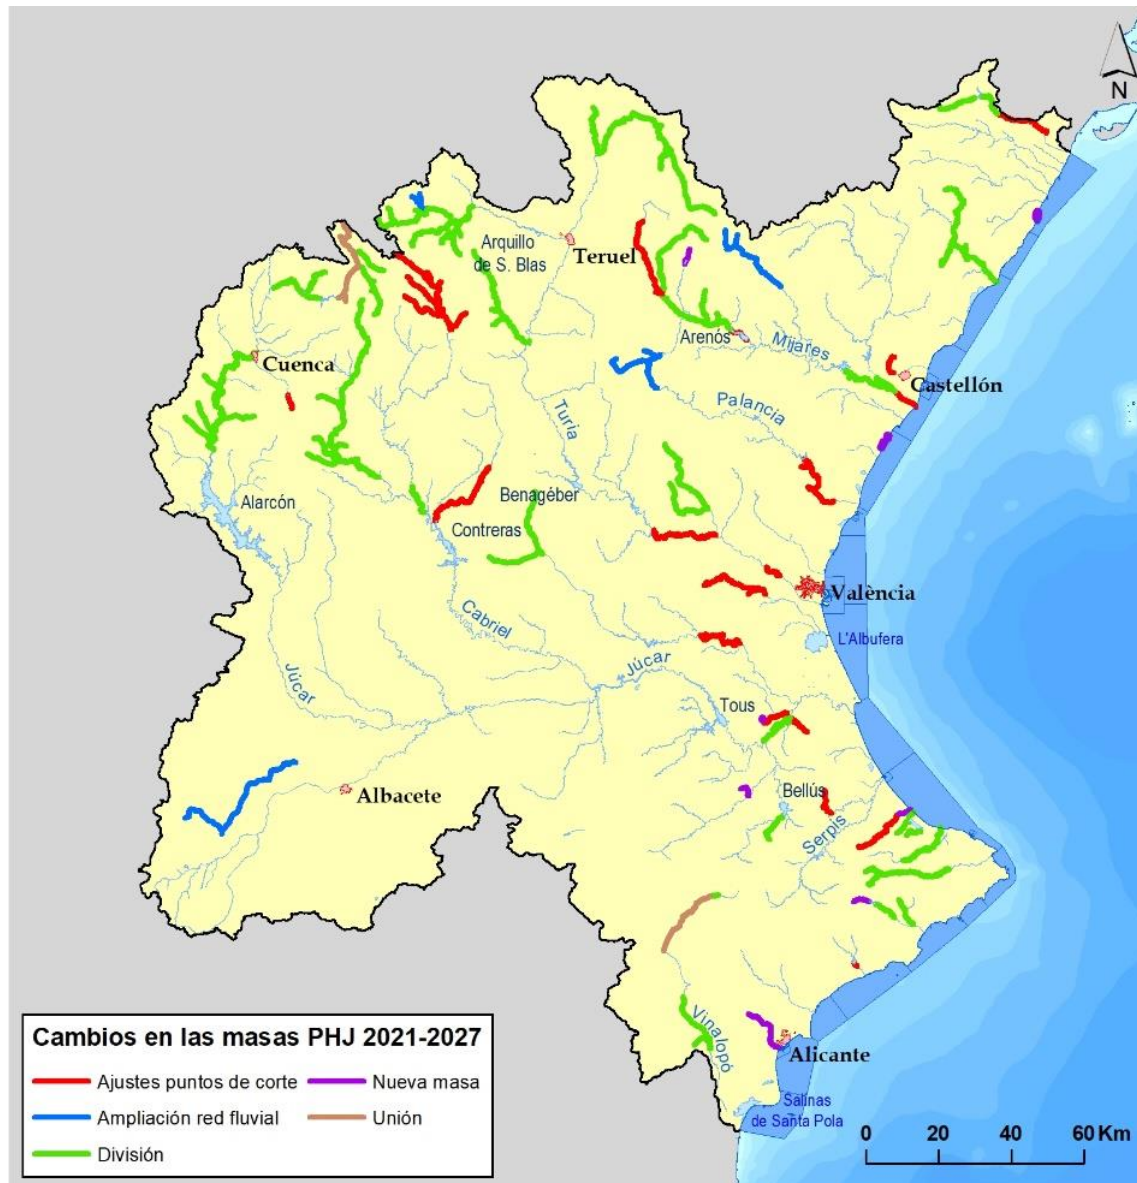 N
Arquillo
de S. Blas
Teruel
Arenós
Mijares
Cuenca
Castellón
Palancia
Turia
Alarcón
Benagéber
Contreras
València
L'Albufera
Cabriel
Júcar
Júcar
Tous
Albacete
Bellús
Serpis
Vinalopó
Alicante
Salinas
de Santa Pola
Cambios en las masas PHJ 2021-2027
Ajustes puntos de corte
Nueva masa
Ampliación red fluvial
Unión
División
0 20 40 60 Km